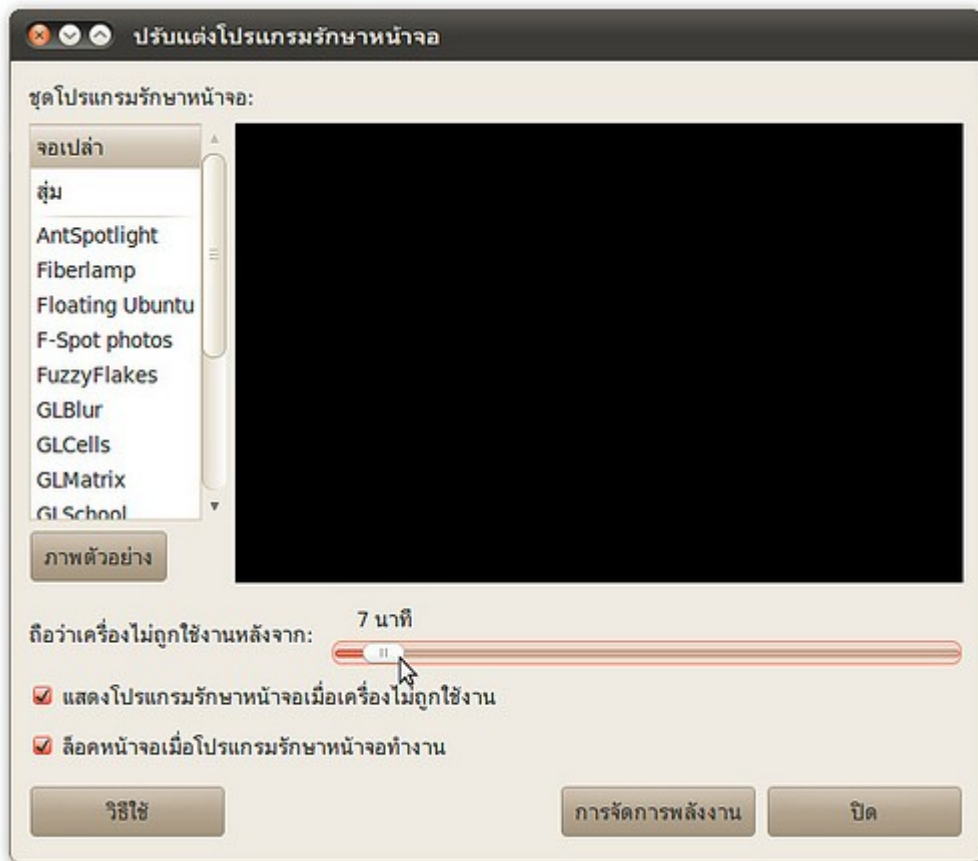 ปรับแต่งโปรแกรมรักษาหน้าจอ
ชุดโปรแกรมรักษาหน้าจอ:
จอเปล่า
สุ่ม
AntSpotlight
Fiberlamp
Floating Ubuntu
F-Spot photos
FuzzyFlakes
GLBlur
GLCells
GLMatrix
GLSchool
ภาพตัวอย่าง
7 นาที
ถือว่าเครื่องไม่ถูกใช้งานหลังจาก:
แสดงโปรแกรมรักษาหน้าจอเมื่อเครื่องไม่ถูกใช้งาน
ล็อคหน้าจอเมื่อโปรแกรมรักษาหน้าจอทำงาน
วิธีใช้
การจัดการพลังงาน
ปิด